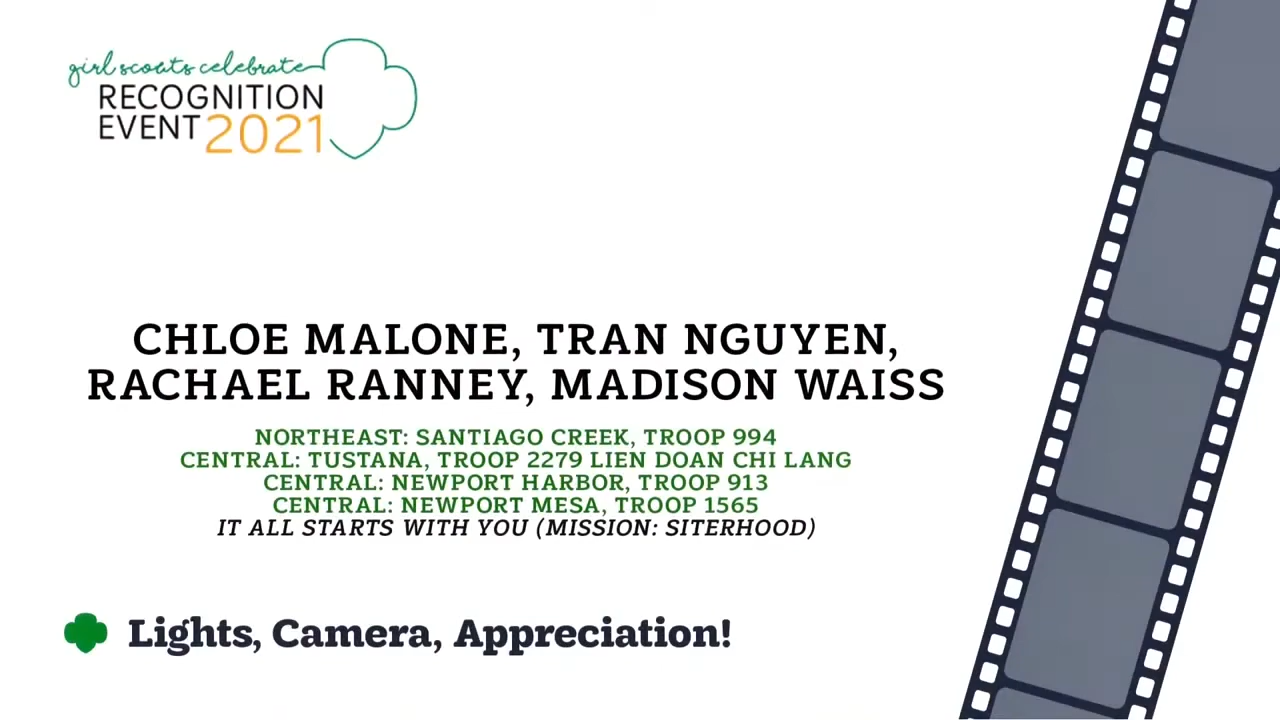 girl scouts celebrate
RECOGNITION
EVENT 2021
CHLOE MALONE, TRAN NGUYEN,
RACHAEL RANNEY, MADISON WAISS
NORTHEAST: SANTIAGO CREEK, TROOP 994
CENTRAL: TUSTANA, TROOP 2279 LIEN DOAN CHI LANG
CENTRAL: NEWPORT HARBOR, TROOP 913
CENTRAL: NEWPORT MESA, TROOP 1565
IT ALL STARTS WITH YOU (MISSION: SITERHOOD)
Lights, Camera, Appreciation!